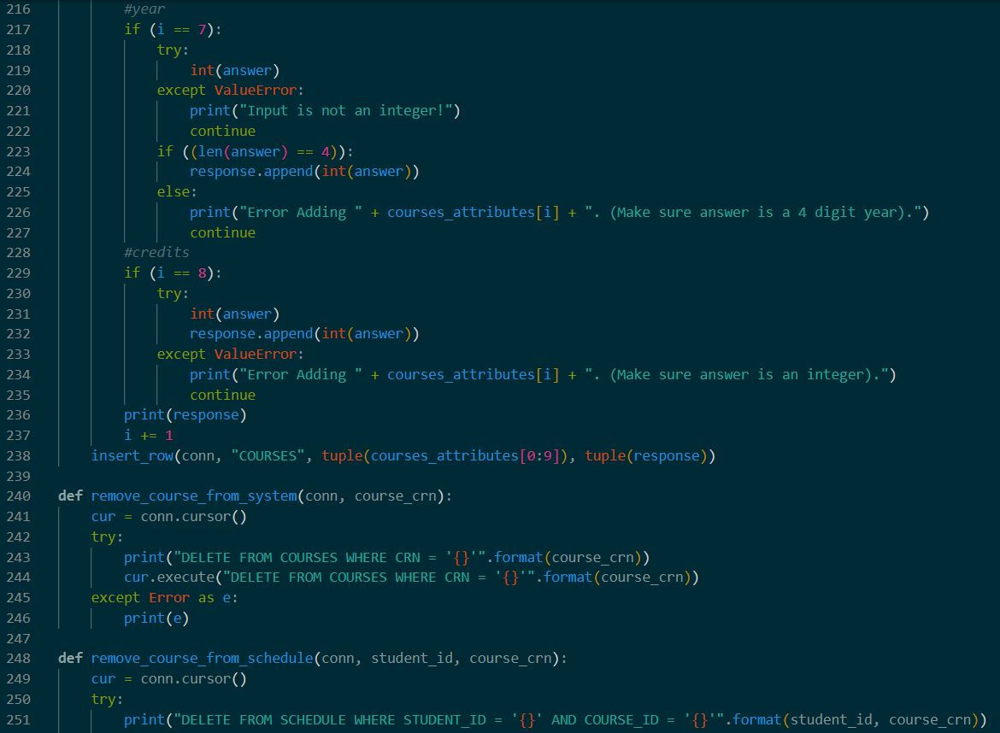 216 #year
217 if (i == 7):
218 try:
219 int(answer)
220 except ValueError:
221 print("Input is not an integer!")
222 continue
223 if ((len(answer) == 4)):
224 response.append(int(answer))
225 else:
226 print("Error Adding " + courses_attributes[i] + ". (Make sure answer is a 4 digit year).")
227 continue
228 #credits
229 if (i == 8):
230 try:
231 int(answer)
232 response.append(int(answer))
233 except ValueError:
234 print("Error Adding " + courses_attributes[i] + ". (Make sure answer is an integer).")
235 continue
236 print(response)
237 i += 1
238 insert_row(conn, "COURSES", tuple(courses_attributes[0:9]), tuple(response))
239
240 def remove_course_from_system(conn, course_crn):
241 cur = conn.cursor()
242 try:
243 print("DELETE FROM COURSES WHERE CRN = '{}'".format(course_crn))
244 cur.execute("DELETE FROM COURSES WHERE CRN = '{}'".format(course_crn))
245 except Error as e:
246 print(e)
247
248 def remove_course_from_schedule(conn, student_id, course_crn):
249 cur = conn.cursor()
250 try:
251 print("DELETE FROM SCHEDULE WHERE STUDENT_ID = '{}' AND COURSE_ID = '{}'".format(student_id, course_crn))